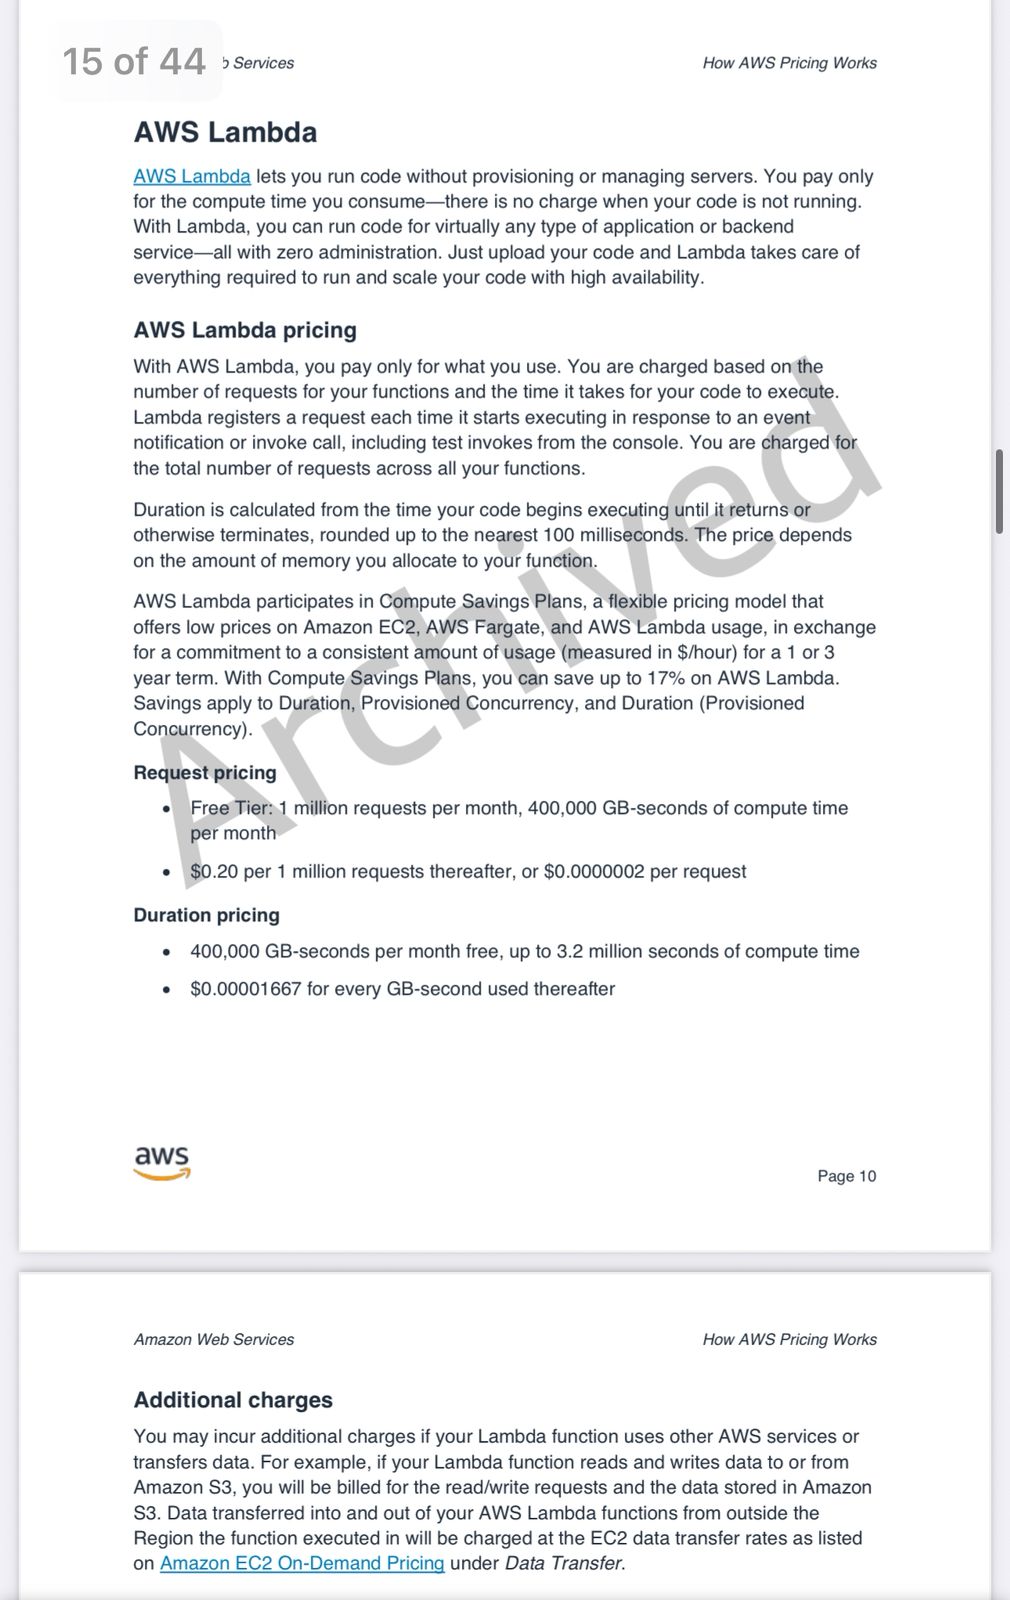 15 of 44
b Services
How AWS Pricing Works
AWS Lambda
AWS Lambda lets you run code without provisioning or managing servers. You pay only
for the compute time you consume—there is no charge when your code is not running.
With Lambda, you can run code for virtually any type of application or backend
service—all with zero administration. Just upload your code and Lambda takes care of
everything required to run and scale your code with high availability.
AWS Lambda pricing
With AWS Lambda, you pay only for what you use. You are charged based on the
number of requests for your functions and the time it takes for your code to execute.
Lambda registers a request each time it starts executing in response to an event
notification or invoke call, including test invokes from the console. You are charged for
the total number of requests across all your functions.
Duration is calculated from the time your code begins executing until it returns or
otherwise terminates, rounded up to the nearest 100 milliseconds. The price depends
on the amount of memory you allocate to your function.
AWS Lambda participates in Compute Savings Plans, a flexible pricing model that
offers low prices on Amazon EC2, AWS Fargate, and AWS Lambda usage, in exchange
for a commitment to a consistent amount of usage (measured in $/hour) for a 1 or 3
year term. With Compute Savings Plans, you can save up to 17% on AWS Lambda.
Savings apply to Duration, Provisioned Concurrency, and Duration (Provisioned
Concurrency).
Archived
Request pricing
• Free Tier: 1 million requests per month, 400,000 GB-seconds of compute time
per month
• $0.20 per 1 million requests thereafter, or $0.0000002 per request
Duration pricing
• 400,000 GB-seconds per month free, up to 3.2 million seconds of compute time
• $0.00001667 for every GB-second used thereafter
aws
Page 10
Amazon Web Services
How AWS Pricing Works
Additional charges
You may incur additional charges if your Lambda function uses other AWS services or
transfers data. For example, if your Lambda function reads and writes data to or from
Amazon S3, you will be billed for the read/write requests and the data stored in Amazon
S3. Data transferred into and out of your AWS Lambda functions from outside the
Region the function executed in will be charged at the EC2 data transfer rates as listed
on Amazon EC2 On-Demand Pricing under Data Transfer.